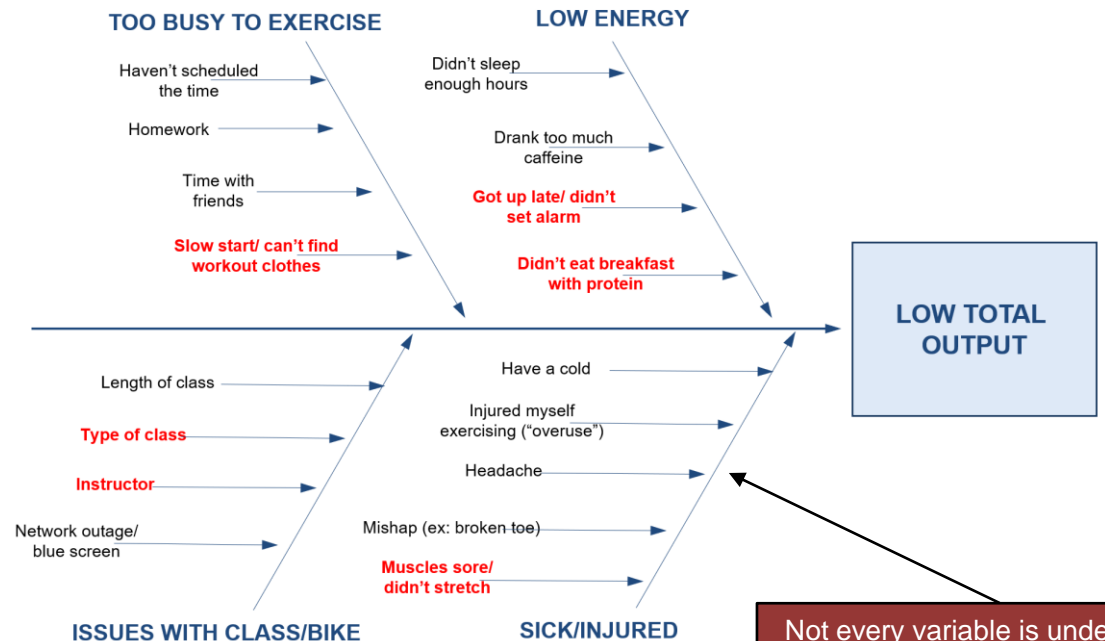 TOO BUSY TO EXERCISE
LOW ENERGY
Haven't scheduled
the time
Homework
Time with
friends
Slow start/ can't find
workout clothes
Didn't sleep
enough hours
Drank too much
caffeine
Got up late/ didn't
set alarm
Didn't eat breakfast
with protein
LOW TOTAL
OUTPUT
Length of class
Type of class
Instructor
Network outage/
blue screen
Have a cold
Injured myself
exercising (“overuse”)
Headache
Mishap (ex: broken toe)
Muscles sore/
didn't stretch
ISSUES WITH CLASS/BIKE
SICK/INJURED
Not every variable is unde